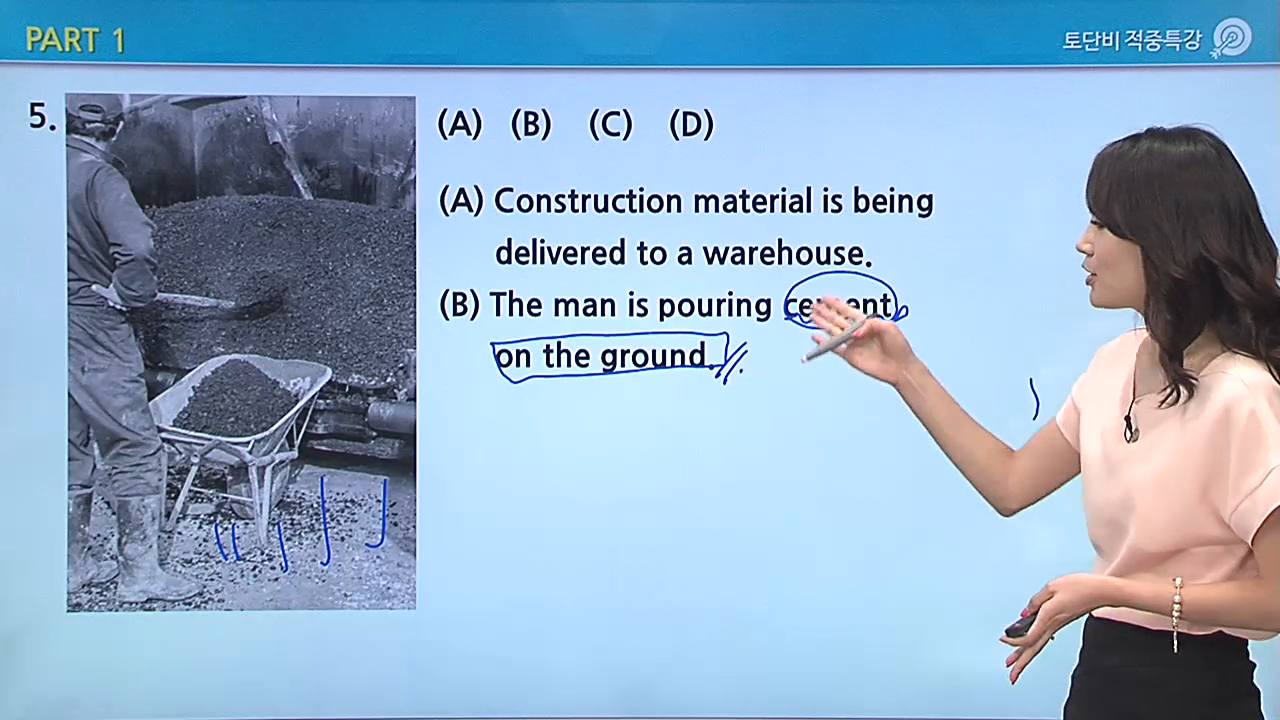 PART 1
토단비 적중특강
5.
(A) (B) (C) (D)
(A) Construction material is being
delivered to a warehouse.
(B) The man is pouring cement
on the ground.